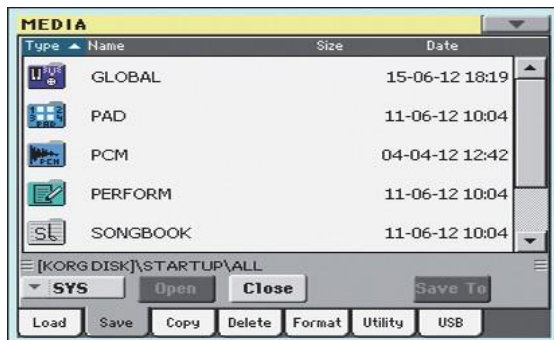 MEDIA
Type Name Size Date
GLOBAL 15-06-12 18:19
PAD 11-06-12 10:04
PCM 04-04-12 12:42
PERFORM 11-06-12 10:04
SONGBOOK 11-06-12 10:04
[KORG DISK]\STARTUP\ALL
SYS Open Close Save To
Load Save Copy Delete Format Utility USB